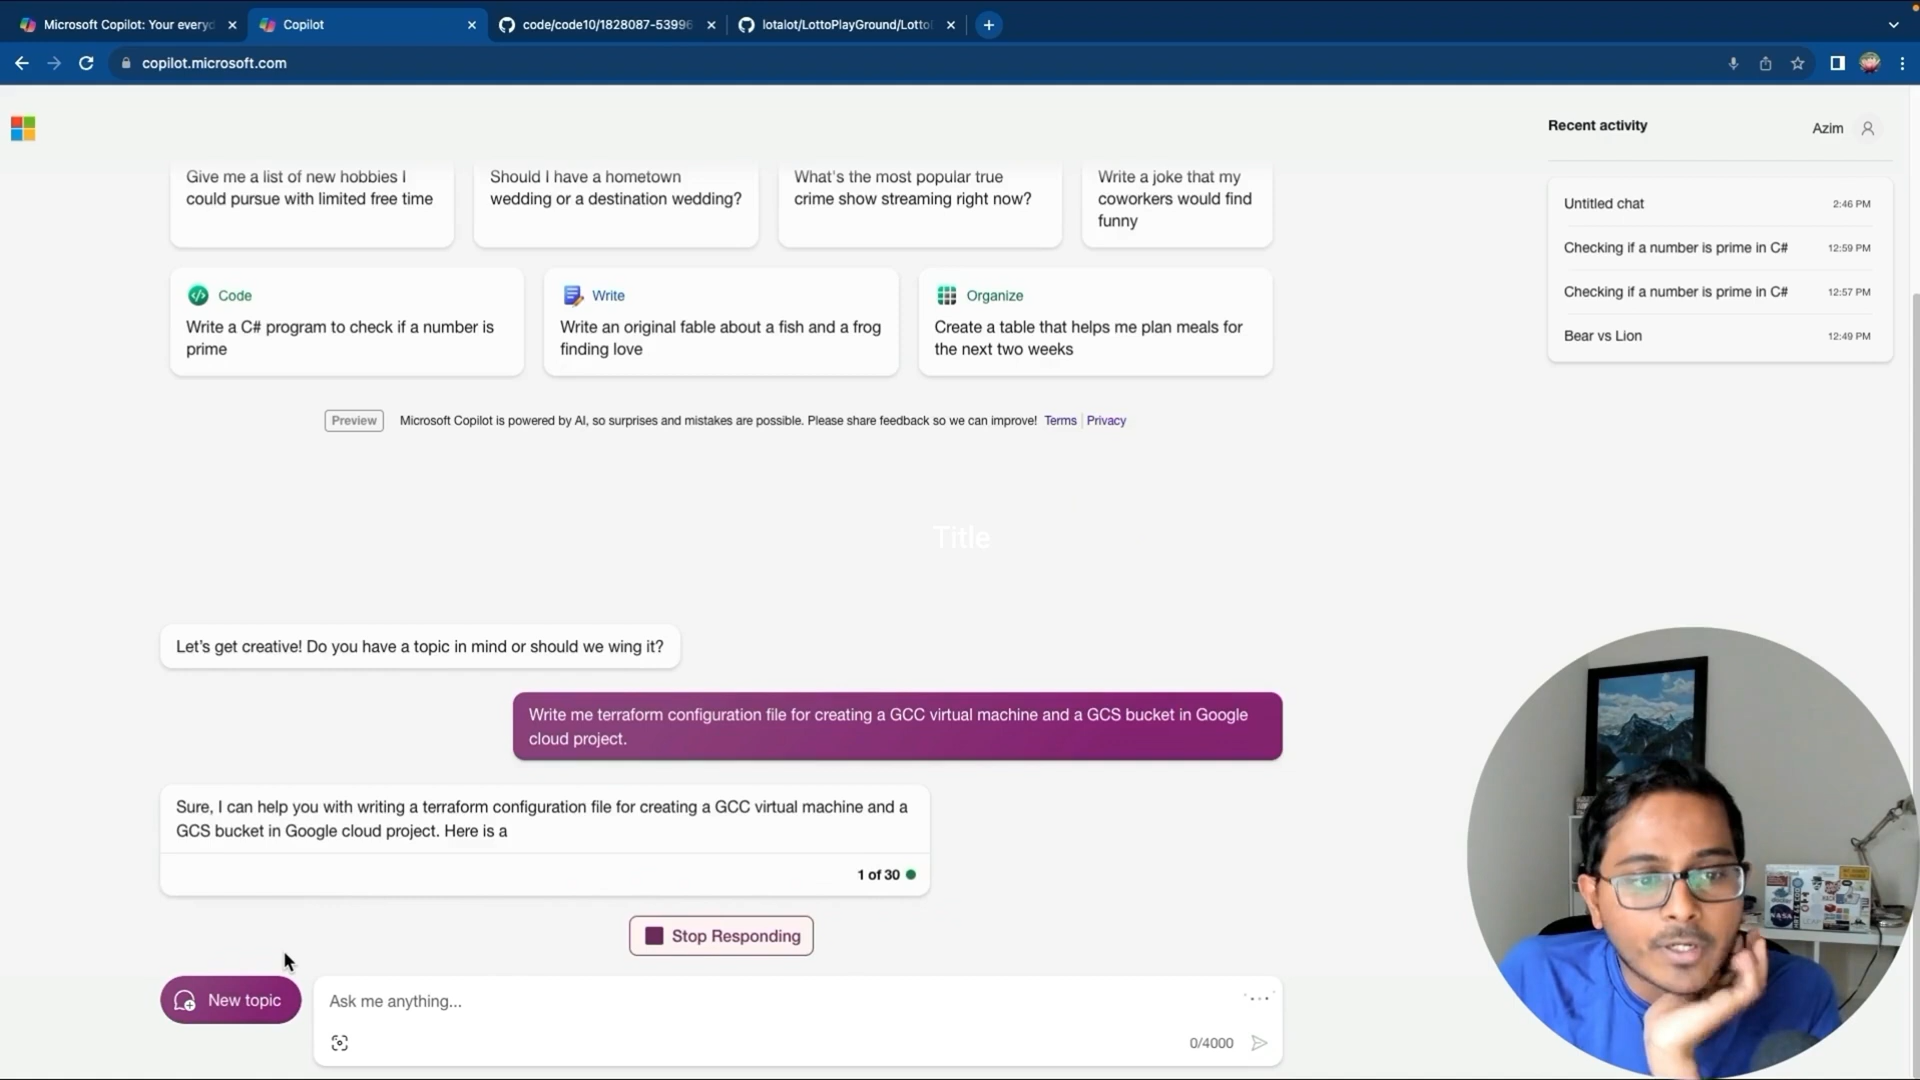 Microsoft Copilot: Your every
Copilot
code/code10/1828087-53996
lotalot/LottoPlayGround/Lotto
copilot.microsoft.com
Recent activity
Azim
Give me a list of new hobbies I
could pursue with limited free time
Should I have a hometown
wedding or a destination wedding?
What's the most popular true
crime show streaming right now?
Write a joke that my
coworkers would find
funny
Untitled chat
2:46 PM
Checking if a number is prime in C#
12:59 PM
Checking if a number is prime in C#
12:57 PM
Bear vs Lion
12:49 PM
Code
Write a C# program to check if a number is
prime
Write
Write an original fable about a fish and a frog
finding love
Organize
Create a table that helps me plan meals for
the next two weeks
Preview
Microsoft Copilot is powered by AI, so surprises and mistakes are possible. Please share feedback so we can improve! Terms Privacy
Title
Let's get creative! Do you have a topic in mind or should we wing it?
Write me terraform configuration file for creating a GCC virtual machine and a GCS bucket in Google
cloud project.
Sure, I can help you with writing a terraform configuration file for creating a GCC virtual machine and a
GCS bucket in Google cloud project. Here is a
1 of 30
Stop Responding
New topic
Ask me anything...
0/4000
NASA